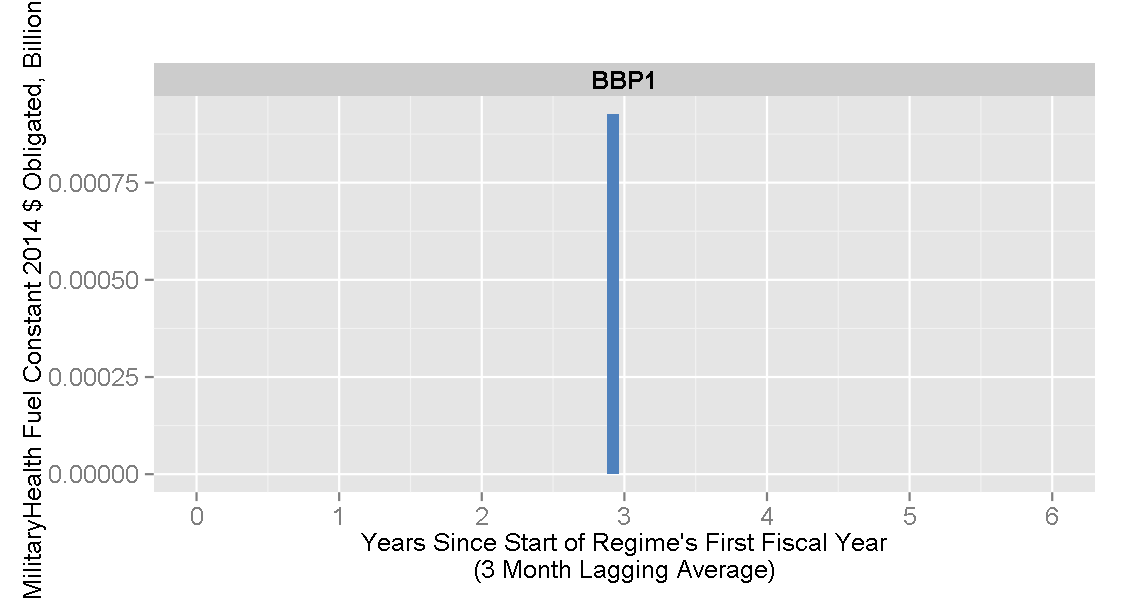 BBP1
MilitaryHealth Fuel Constant 2014 $ Obligated, Billion
0.00075
0.00050
0.00025
0.00000
0 1 2 3 4 5 6
Years Since Start of Regime's First Fiscal Year
(3 Month Lagging Average)